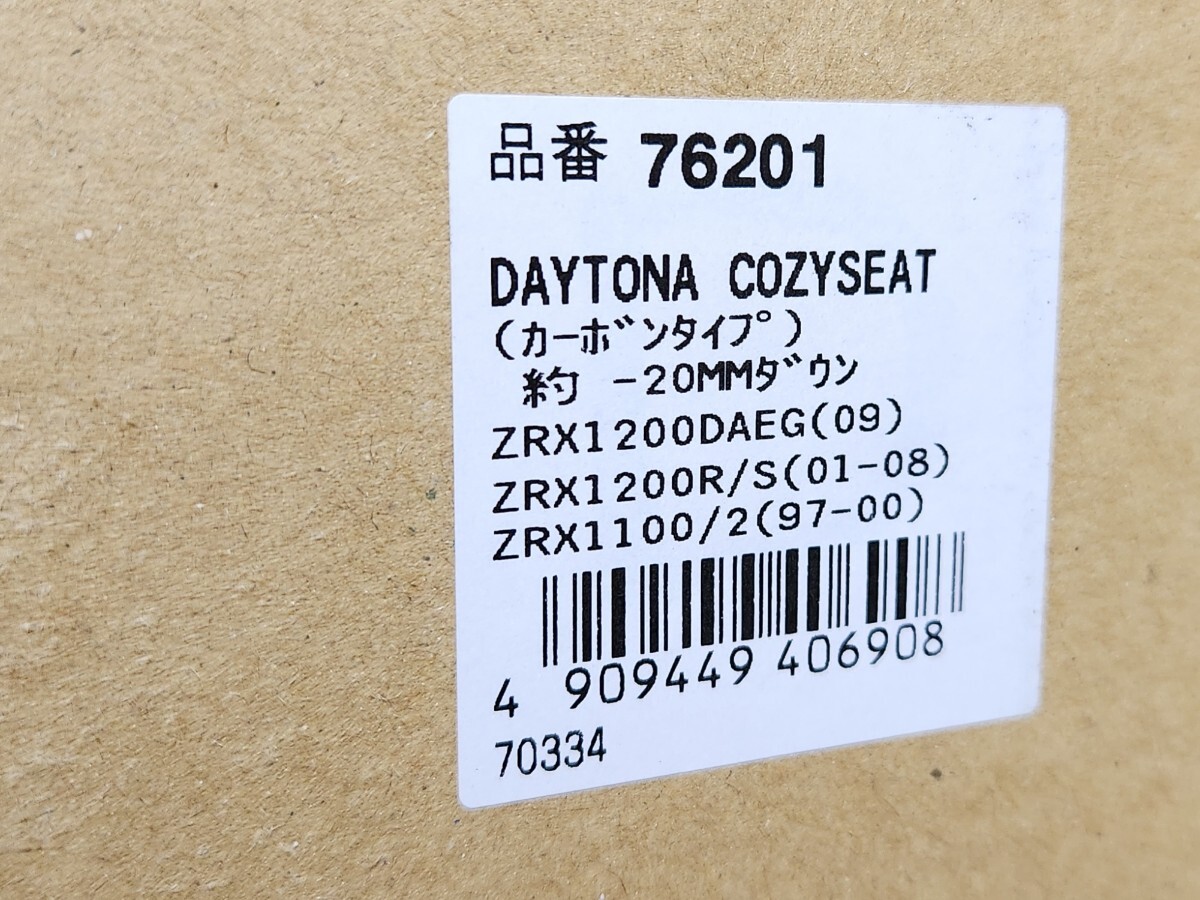 品番 76201
DAYTONA COZYSEAT
(ｶｰﾎﾞﾝﾀｲﾌﾟ)
約 -20MMﾀﾞｳﾝ
ZRX1200DAEG(09)
ZRX1200R/S(01-08)
ZRX1100/2(97-00)
4 909449 406908
70334